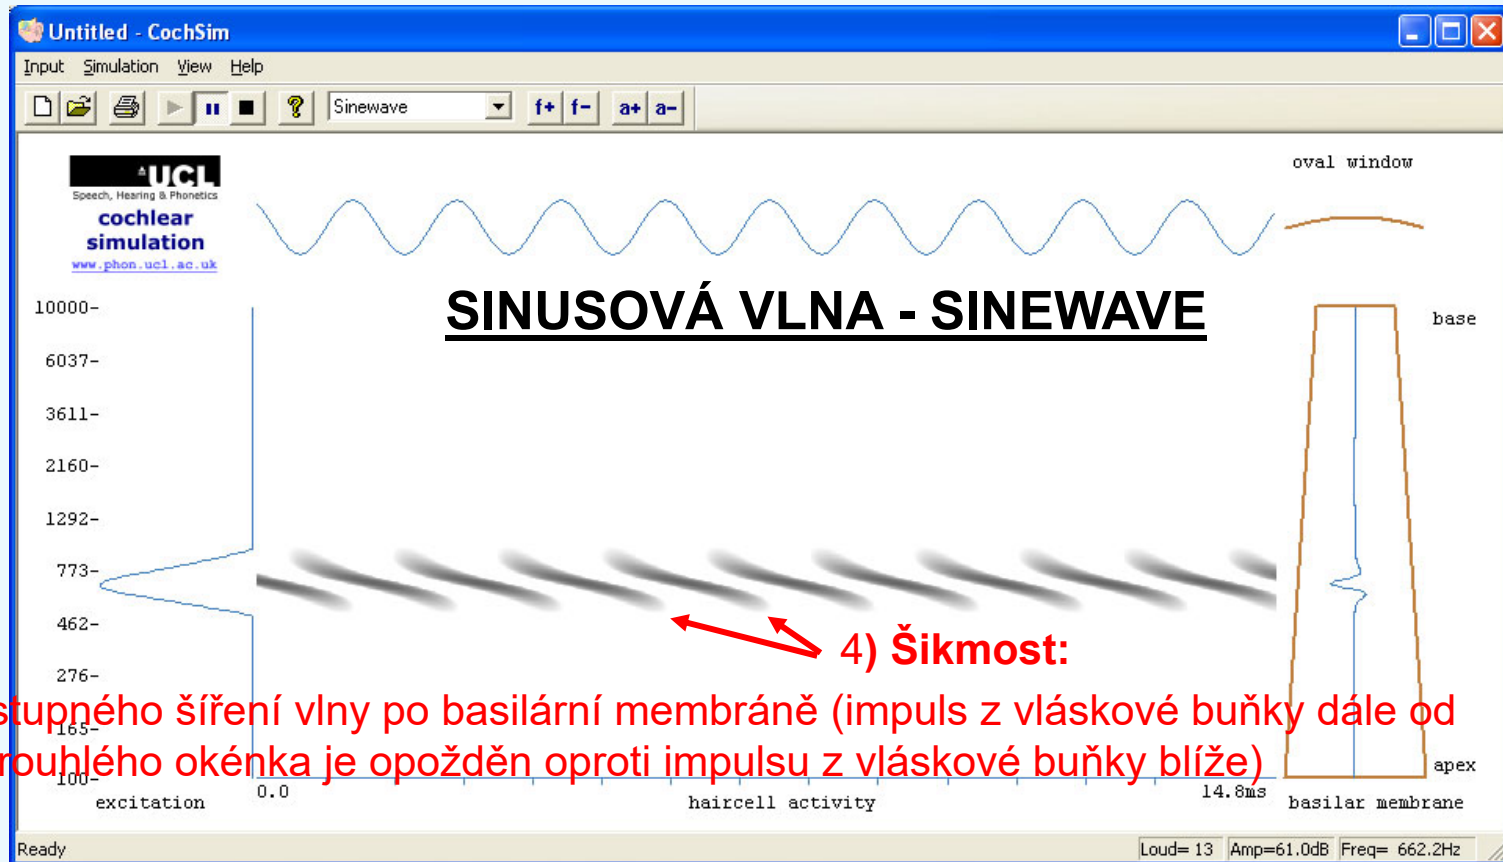 Untitled - CochSim
Input Simulation View Help
Sinewave f+ f- a+ a-
UCL
Speech, Hearing & Phonetics
cochlear
simulation
www.phon.ucl.ac.uk
oval window
SINUSOVÁ VLNA - SINEWAVE
10000-
base
6037-
3611-
2160-
1292-
773-
462-
4) Šikmost:
276-
stupného šíření vlny po basilární membráně (impuls z vláskové buňky dále od
165-
rouhlého okénka je opožděn oproti impulsu z vláskové buňky blíže)
100-
apex
excitation
0.0
haircell activity
14.8ms
basilar membrane
Ready
Loud= 13 Amp=61.0dB Freq= 662.2Hz